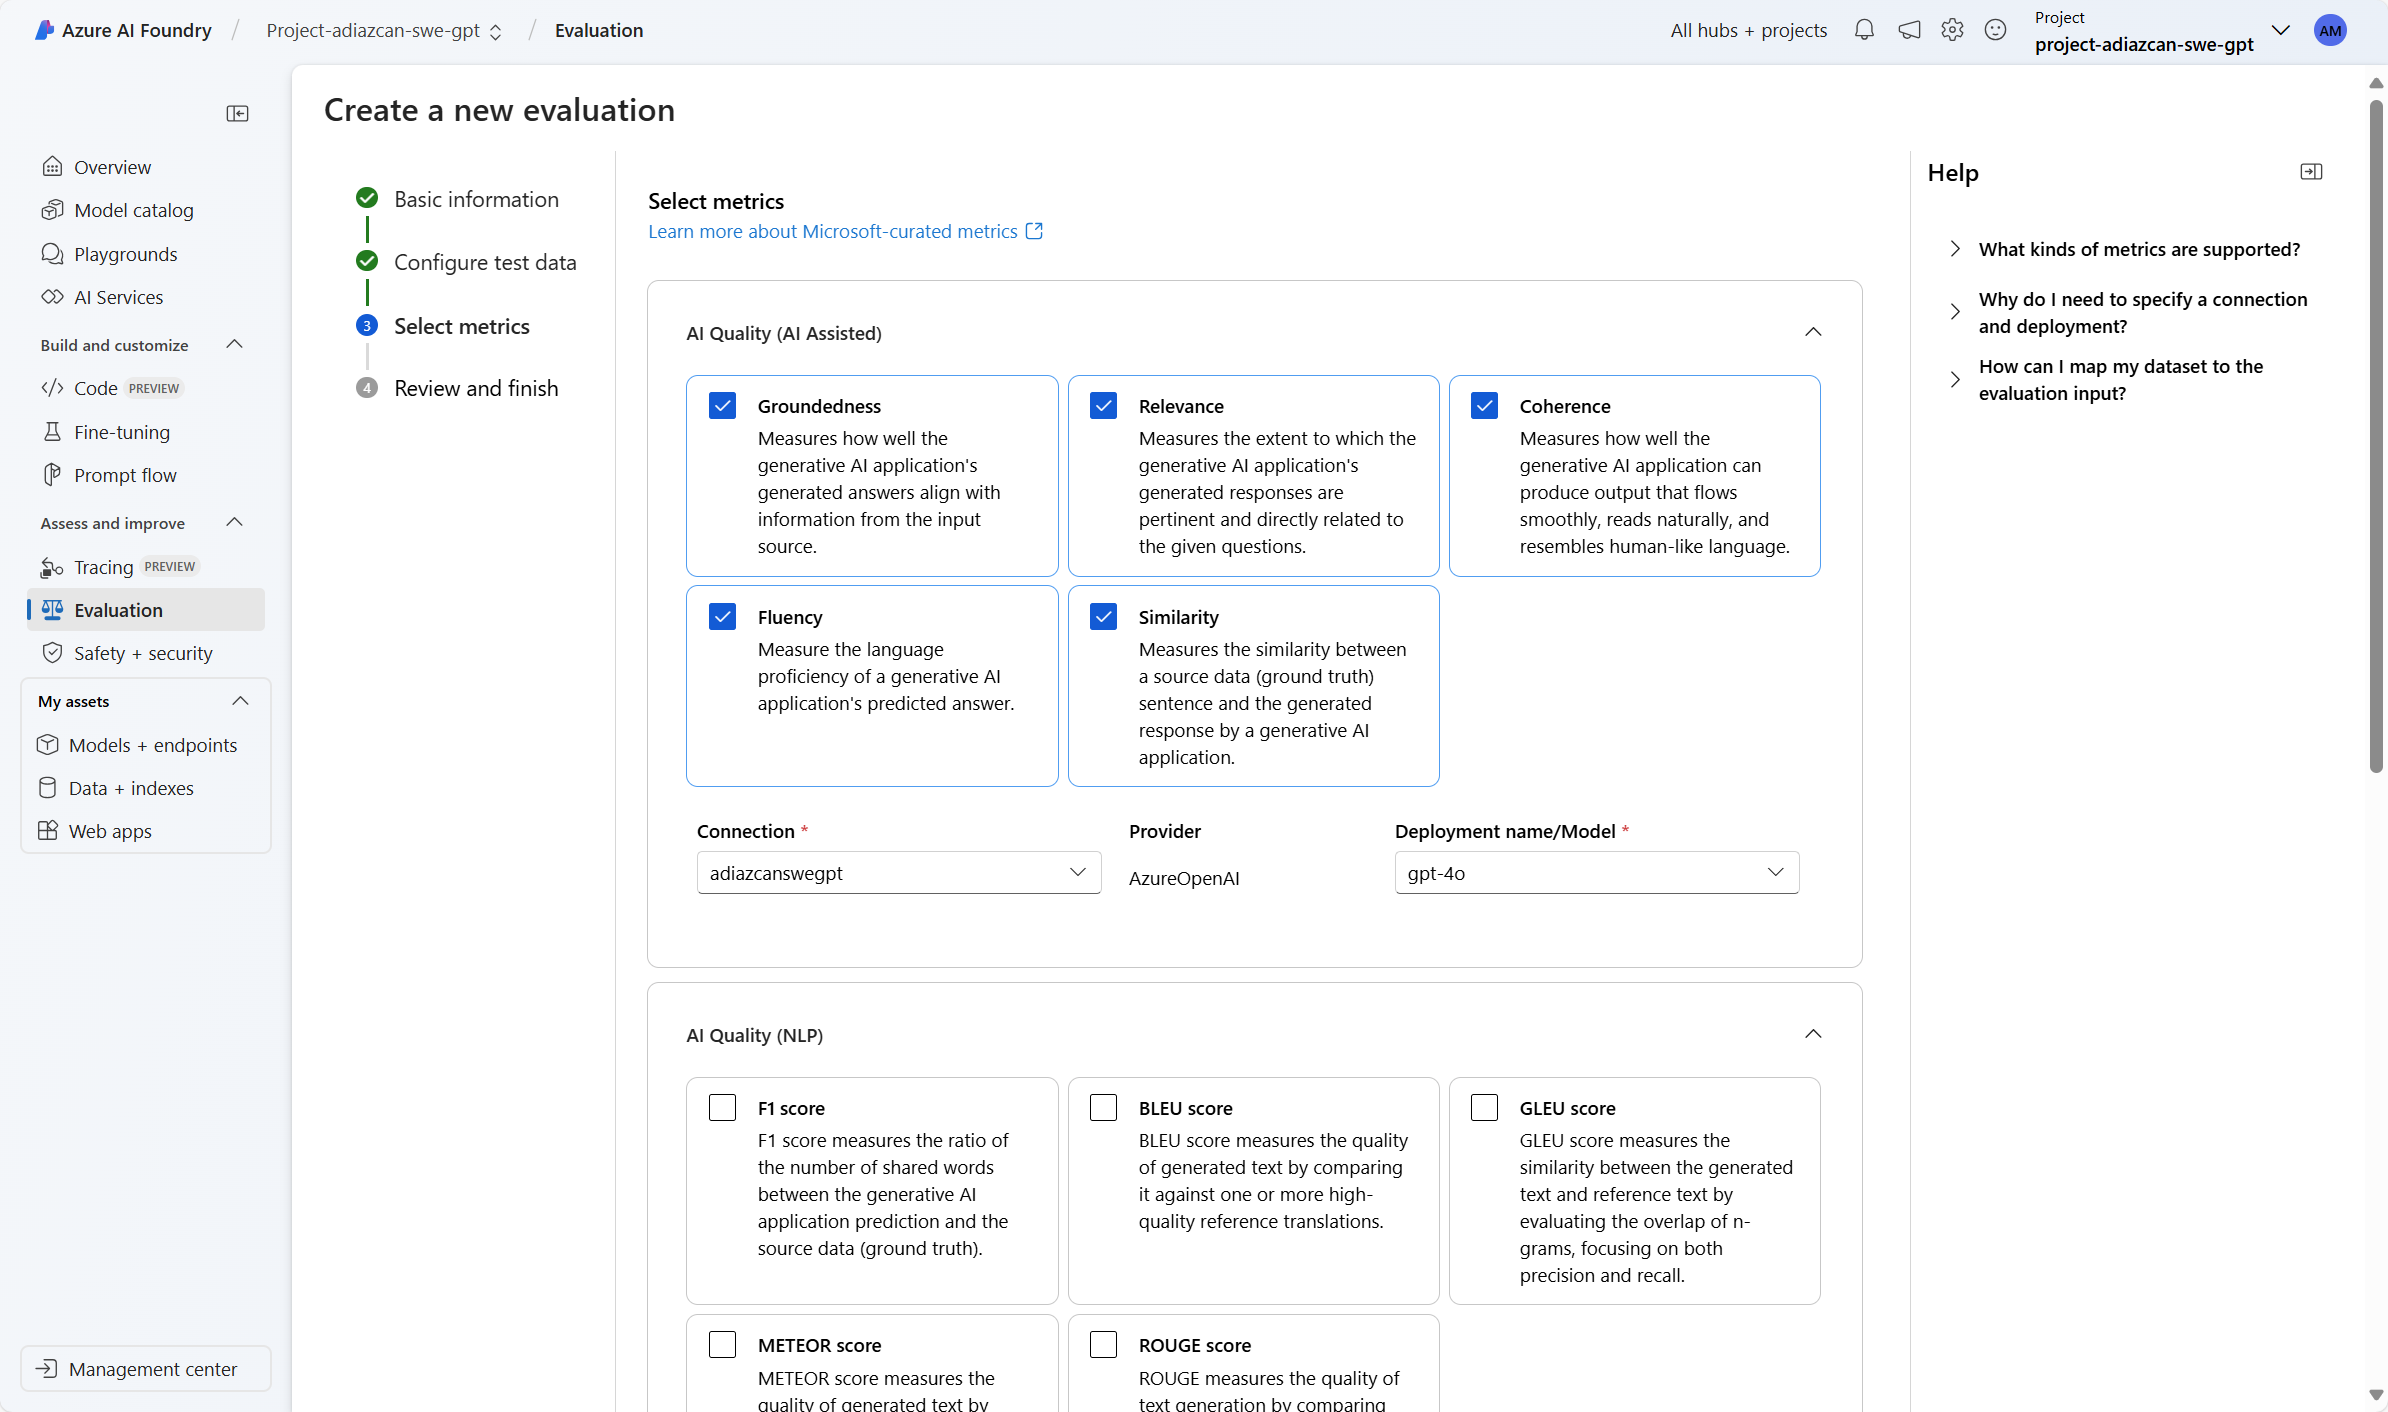 Azure AI Foundry / Project-adiazcan-swe-gpt / Evaluation
All hubs + projects
Project
project-adiazcan-swe-gpt
AM
Overview
Model catalog
Playgrounds
AI Services
Build and customize
Code PREVIEW
Fine-tuning
Prompt flow
Assess and improve
Tracing PREVIEW
Evaluation
Safety + security
My assets
Models + endpoints
Data + indexes
Web apps
Management center
Create a new evaluation
Basic information
Configure test data
3 Select metrics
4 Review and finish
Select metrics
Learn more about Microsoft-curated metrics
AI Quality (AI Assisted)
Groundedness
Measures how well the
generative AI application's
generated answers align with
information from the input
source.
Relevance
Measures the extent to which the
generative AI application's
generated responses are
pertinent and directly related to
the given questions.
Coherence
Measures how well the
generative AI application can
produce output that flows
smoothly, reads naturally, and
resembles human-like language.
Fluency
Measure the language
proficiency of a generative AI
application's predicted answer.
Similarity
Measures the similarity between
a source data (ground truth)
sentence and the generated
response by a generative AI
application.
Connection *
adiazcanswegpt
Provider
AzureOpenAI
Deployment name/Model *
gpt-4o
AI Quality (NLP)
F1 score
F1 score measures the ratio of
the number of shared words
between the generative AI
application prediction and the
source data (ground truth).
BLEU score
BLEU score measures the quality
of generated text by comparing
it against one or more high-
quality reference translations.
GLEU score
GLEU score measures the
similarity between the generated
text and reference text by
evaluating the overlap of n-
grams, focusing on both
precision and recall.
METEOR score
METEOR score measures the
quality of generated text by
ROUGE score
ROUGE measures the quality of
text generation by comparing
Help
What kinds of metrics are supported?
Why do I need to specify a connection
and deployment?
How can I map my dataset to the
evaluation input?